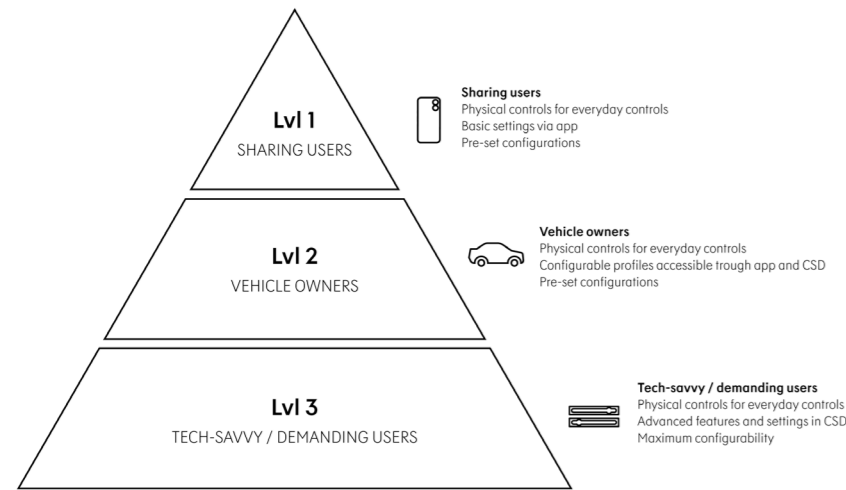 Lvl 1
SHARING USERS
Sharing users
Physical controls for everyday controls
Basic settings via app
Pre-set configurations
Lvl 2
VEHICLE OWNERS
Vehicle owners
Physical controls for everyday controls
Configurable profiles accessible trough app and CSD
Pre-set configurations
Lvl 3
TECH-SAVVY / DEMANDING USERS
Tech-savvy / demanding users
Physical controls for everyday controls
Advanced features and settings in CSD
Maximum configurability